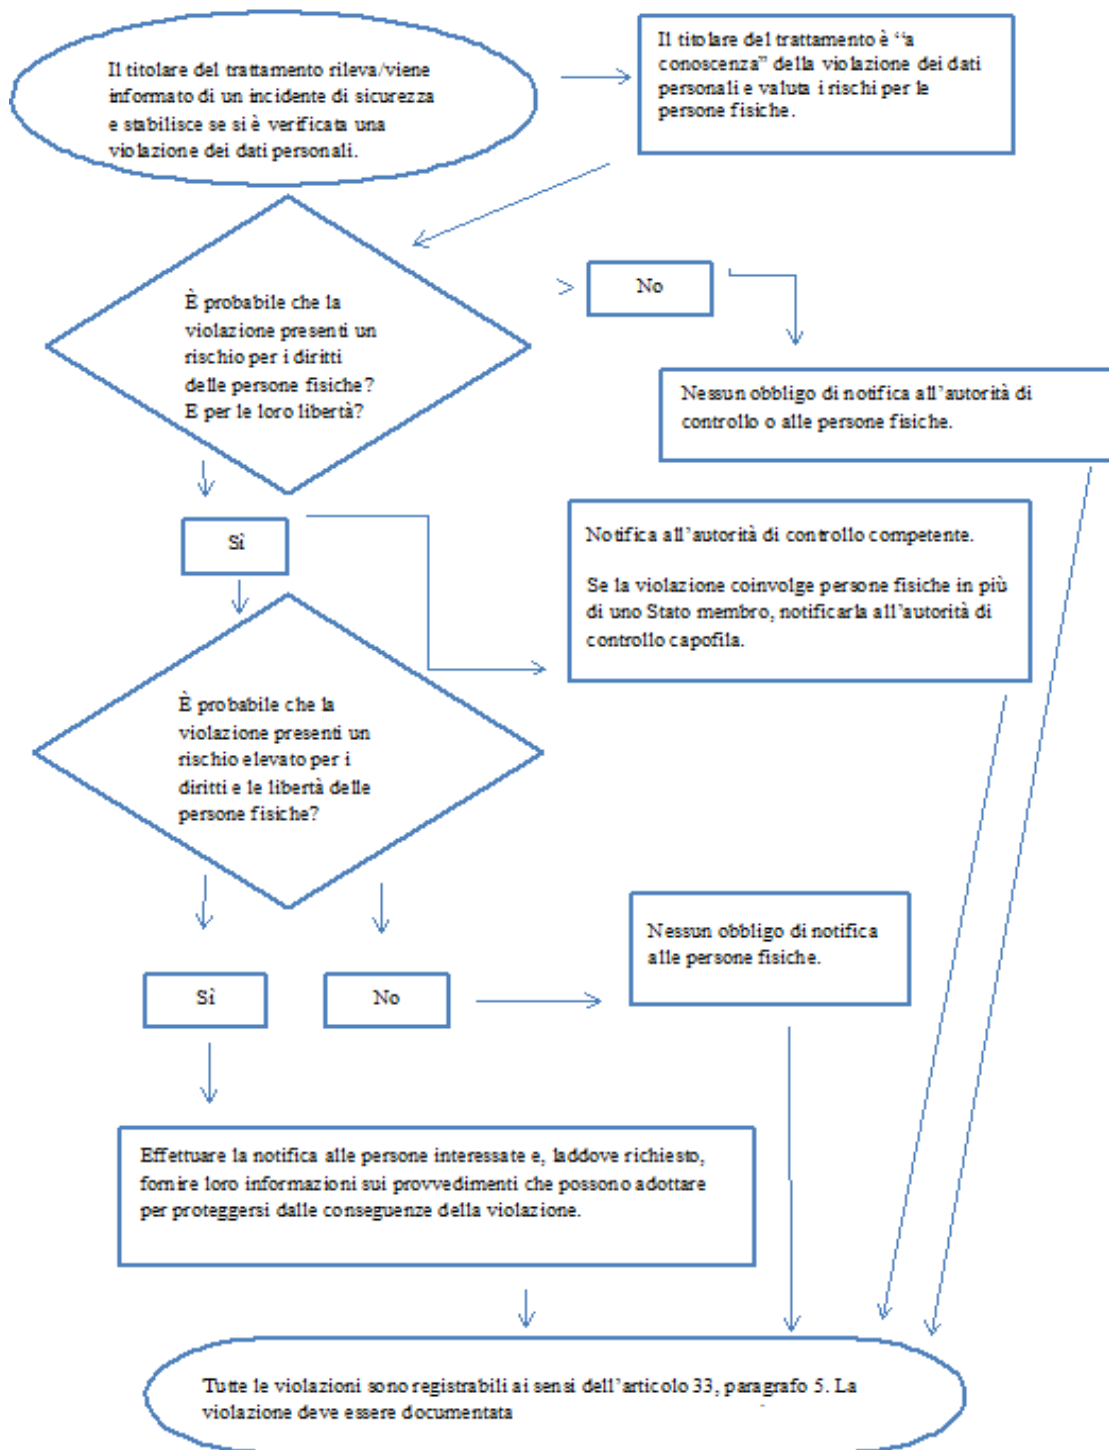 Il titolare del trattamento rileva/viene
informato di un incidente di sicurezza
e stabilisce se si è verificata una
violazione dei dati personali.
Il titolare del trattamento è “a
conoscenza” della violazione dei dati
personali e valuta i rischi per le
persone fisiche.
È probabile che la
violazione presenti un
rischio per i diritti
delle persone fisiche?
E per le loro libertà?
No
Nessun obbligo di notifica all’autorità di
controllo o alle persone fisiche.
Sì
Notifica all’autorità di controllo competente.
Se la violazione coinvolge persone fisiche in più
di uno Stato membro, notificarla all’autorità di
controllo capofila.
È probabile che la
violazione presenti un
rischio elevato per i
diritti e le libertà delle
persone fisiche?
Sì
No
Nessun obbligo di notifica
alle persone fisiche.
Effettuare la notifica alle persone interessate e, laddove richiesto,
fornire loro informazioni sui provvedimenti che possono adottare
per proteggersi dalle conseguenze della violazione.
Tutte le violazioni sono registrabili ai sensi dell’articolo 33, paragrafo 5. La
violazione deve essere documentata